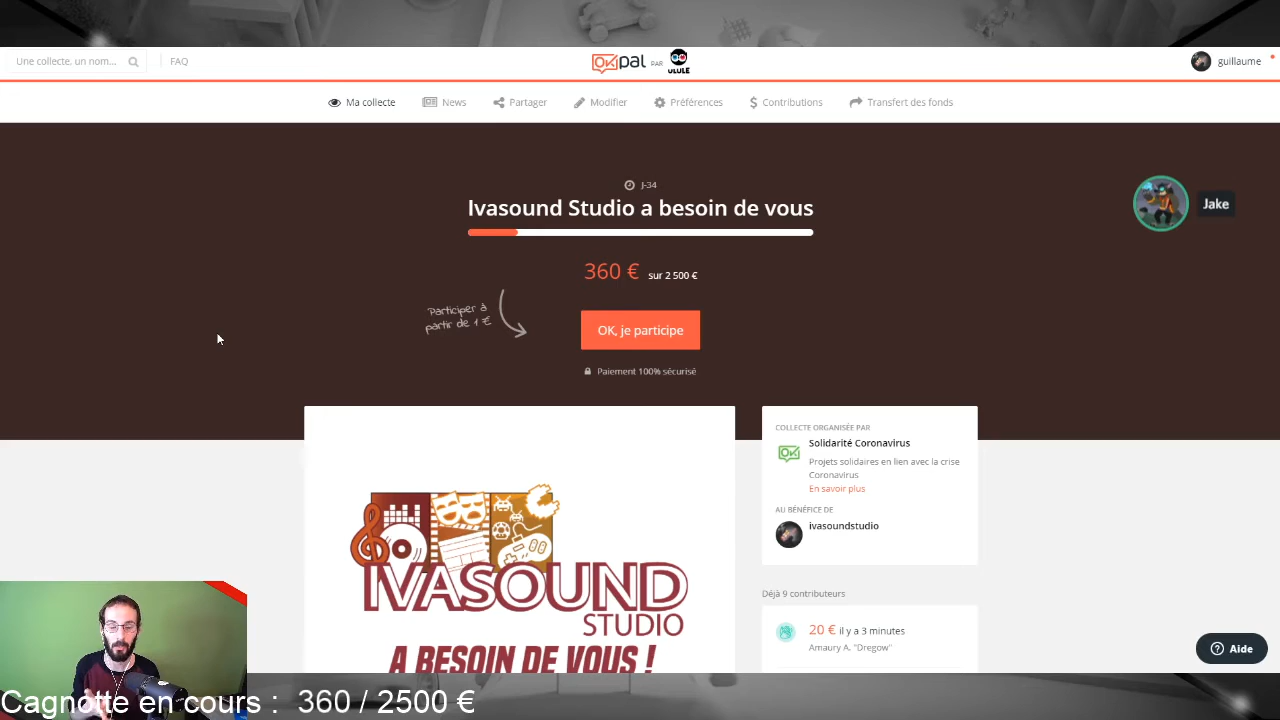 Une collecte, un nom...
FAQ
OKpal PAR ULULE
guillaume
Ma collecte
News
Partager
Modifier
Préférences
Contributions
Transfert des fonds
J-34
Ivasound Studio a besoin de vous
360 € sur 2 500 €
Participer à
partir de 1 €
OK, je participe
Paiement 100% sécurisé
Jake
COLLECTE ORGANISÉE PAR
OK
Solidarité Coronavirus
Projets solidaires en lien avec la crise
Coronavirus
En savoir plus
AU BÉNÉFICE DE
ivasoundstudio
Déjà 9 contributeurs
20 € il y a 3 minutes
Amaury A. "Dregow"
IVASOUND
STUDIO
A BESOIN DE VOUS !
Aide
Cagnotte en cours : 360 / 2500 €